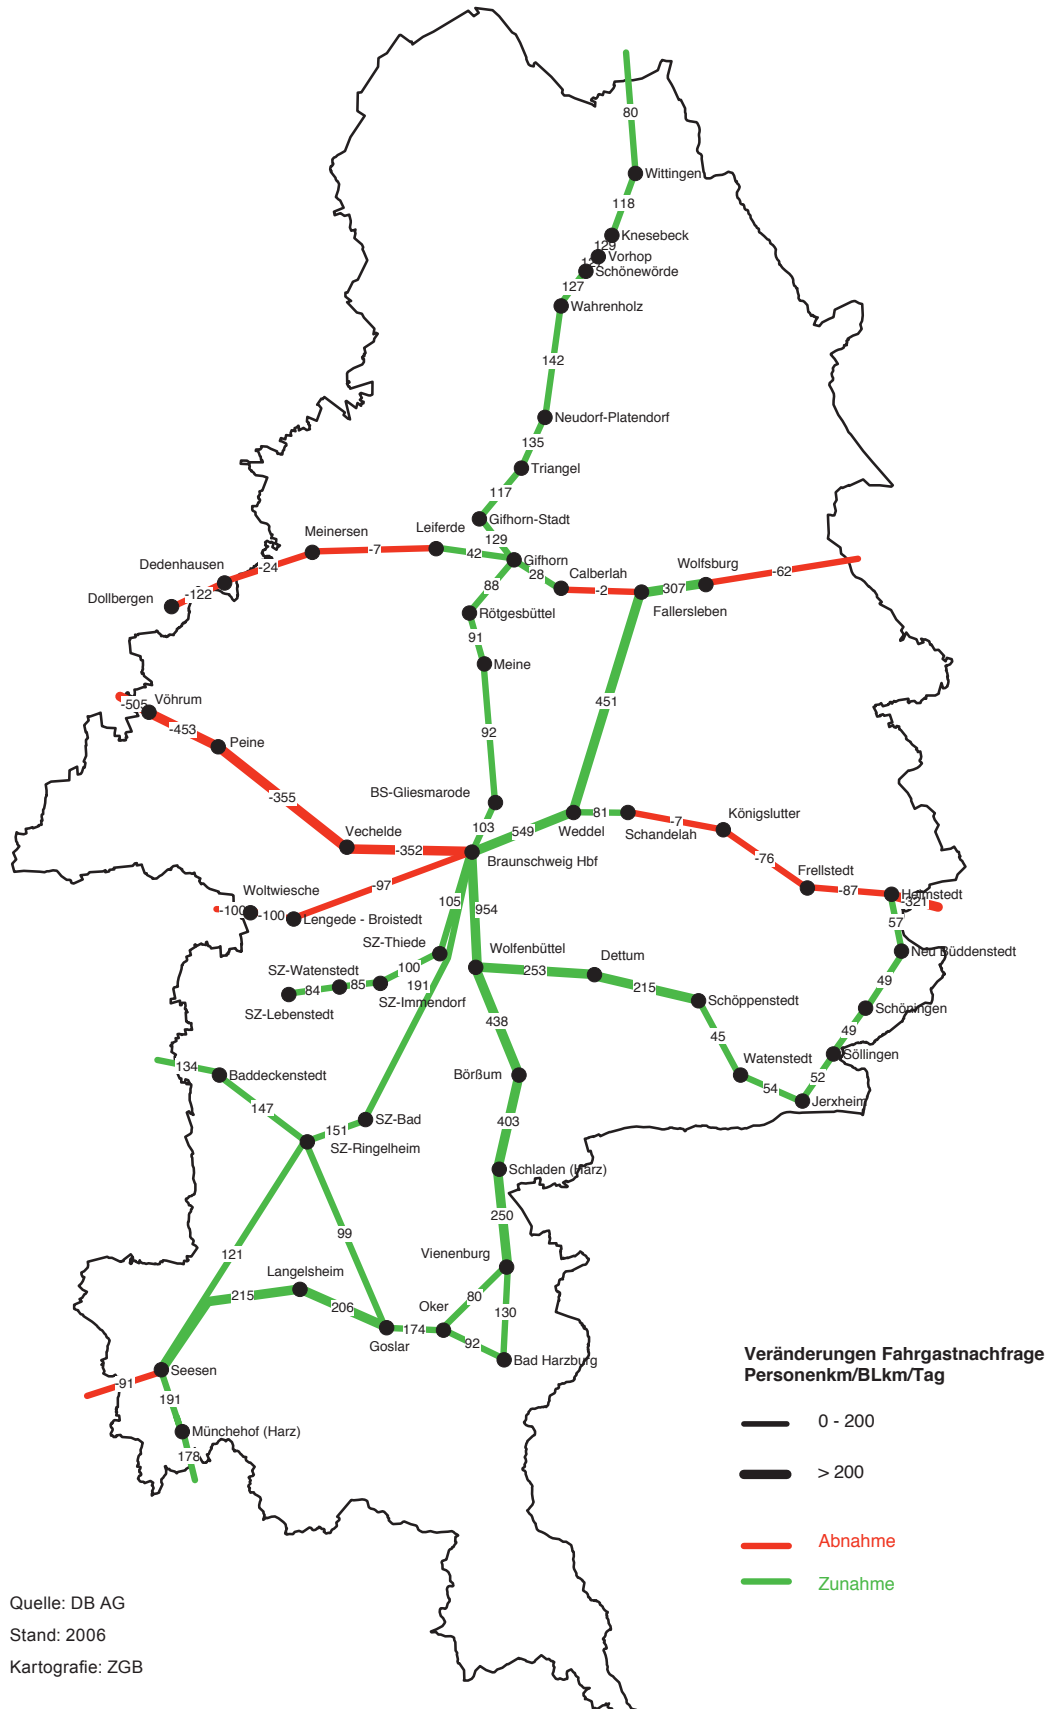 80
Wittingen
118
Knesebeck
129
Vorhop
Schönewörde
127
Wahrenholz
142
Neudorf-Platendorf
135
Triangel
117
Gifhorn-Stadt
129
Leiferde
Meinersen
-7
42
Gifhorn
28
Calberlah
-2
Wolfsburg
307
-62
Fallersleben
Dedenhausen
-24
Dollbergen
-122
88
Rötgesbüttel
91
Meine
451
92
-505
Vöhrum
-453
Peine
-355
BS-Gliesmarode
103
549
Weddel
81
Schandelah
-7
Königslutter
-76
Frellstedt
-87
Helmstedt
-321
57
Vechelde
-352
Braunschweig Hbf
-97
Woltwiesche
-100
-100
Lengede - Broistedt
105
954
SZ-Thiede
100
191
Wolfenbüttel
253
Dettum
215
Schöppenstedt
Neu Büddenstedt
49
Schöningen
49
Söllingen
SZ-Watenstedt
84
85
SZ-Immendorf
SZ-Lebenstedt
438
45
Watenstedt
54
52
Jerxheim
134
Baddeckenstedt
147
Börßum
403
SZ-Bad
151
SZ-Ringelheim
Schladen (Harz)
250
99
121
Vienenburg
Langelsheim
215
206
80
130
Oker
174
92
Goslar
Bad Harzburg
Seesen
-91
191
Münchehof (Harz)
178
Veränderungen Fahrgastnachfrage
Personenkm/BLkm/Tag
0 - 200
> 200
Abnahme
Zunahme
Quelle: DB AG
Stand: 2006
Kartografie: ZGB